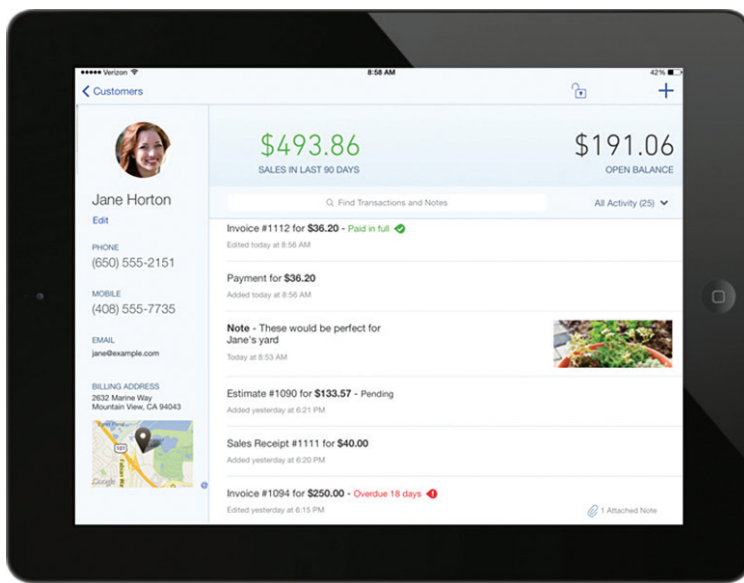 Verizon
8:58 AM
42%
Customers
$493.86
SALES IN LAST 90 DAYS
$191.06
OPEN BALANCE
Jane Horton
Edit
PHONE
(650) 555-2151
MOBILE
(408) 555-7735
EMAIL
jane@example.com
BILLING ADDRESS
2632 Marine Way
Mountain View, CA 94043
101
Fabian Way
Google
Find Transactions and Notes
All Activity (25)
Invoice #1112 for $36.20 - Paid in full
Edited today at 8:56 AM
Payment for $36.20
Added today at 8:56 AM
Note - These would be perfect for
Jane's yard
Today at 8:53 AM
Estimate #1090 for $133.57 - Pending
Added yesterday at 6:21 PM
Sales Receipt #1111 for $40.00
Added yesterday at 6:20 PM
Invoice #1094 for $250.00 - Overdue 18 days
Edited yesterday at 6:15 PM
1 Attached Note